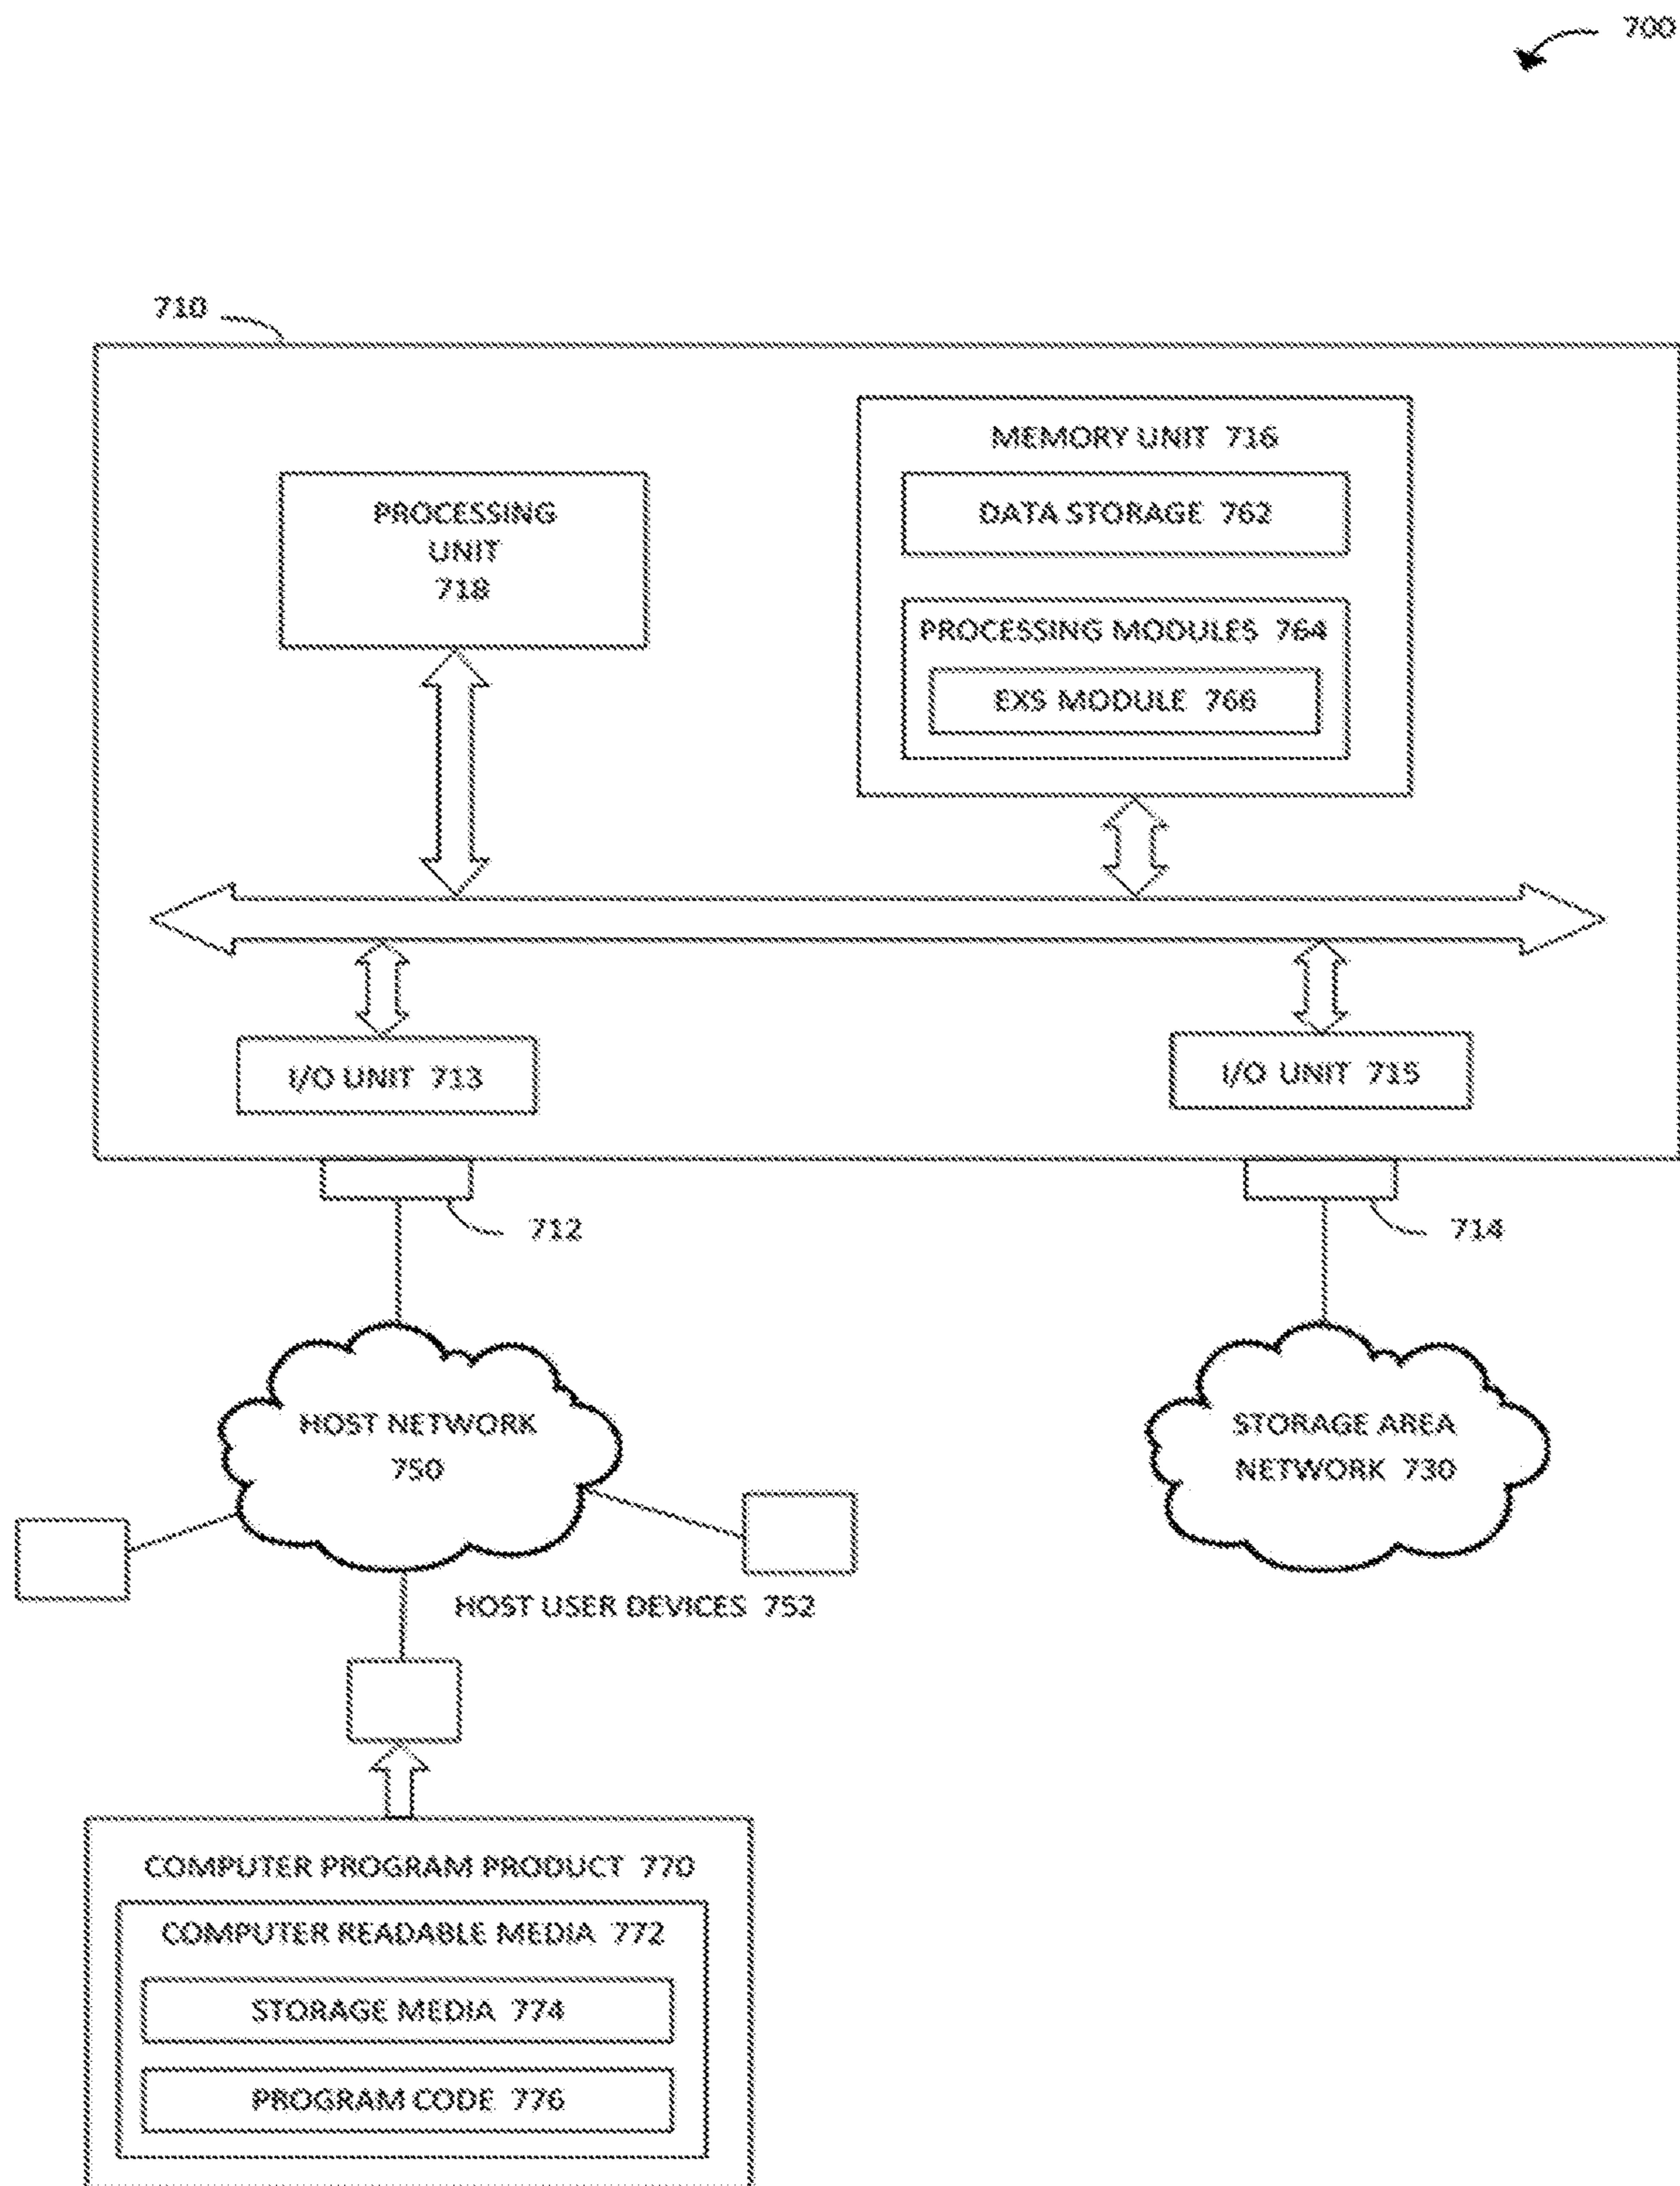 700
710
MEMORY UNIT 716
DATA STORAGE 762
PROCESSING
UNIT
718
PROCESSING MODULES 764
EXS MODULE 766
I/O UNIT 713
I/O UNIT 715
712
714
HOST NETWORK
750
STORAGE AREA
NETWORK 730
HOST USER DEVICES 752
COMPUTER PROGRAM PRODUCT 770
COMPUTER READABLE MEDIA 772
STORAGE MEDIA 774
PROGRAM CODE 776